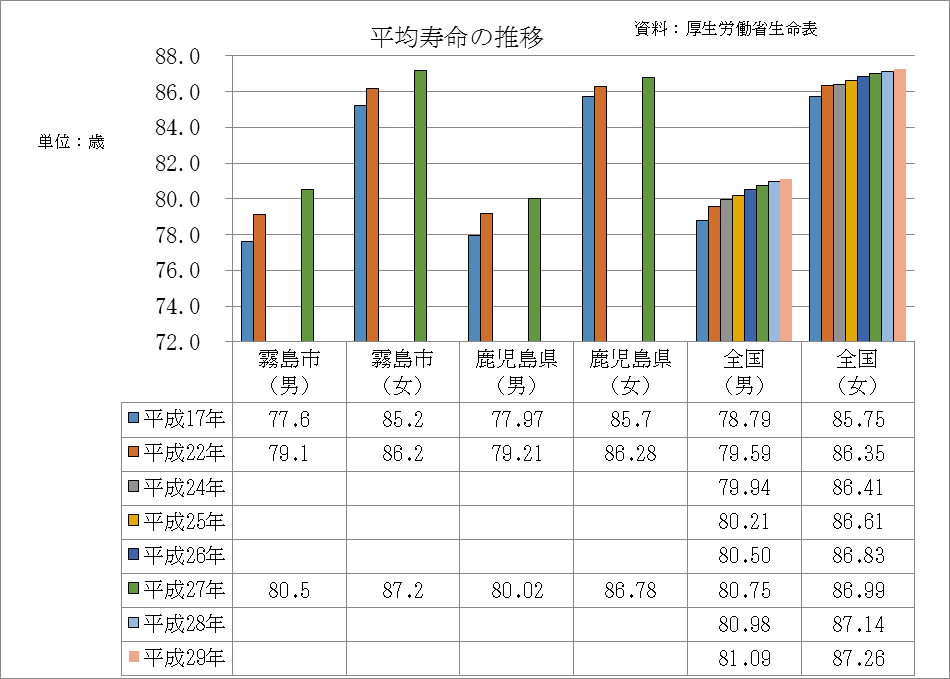 平均寿命の推移
資料：厚生労働省生命表
単位：歳
88.0
86.0
84.0
82.0
80.0
78.0
76.0
74.0
72.0
霧島市（男） 霧島市（女） 鹿児島県（男） 鹿児島県（女） 全国（男） 全国（女）
平成17年 77.6 85.2 77.97 85.7 78.79 85.75
平成22年 79.1 86.2 79.21 86.28 79.59 86.35
平成24年 79.94 86.41
平成25年 80.21 86.61
平成26年 80.50 86.83
平成27年 80.5 87.2 80.02 86.78 80.75 86.99
平成28年 80.98 87.14
平成29年 81.09 87.26